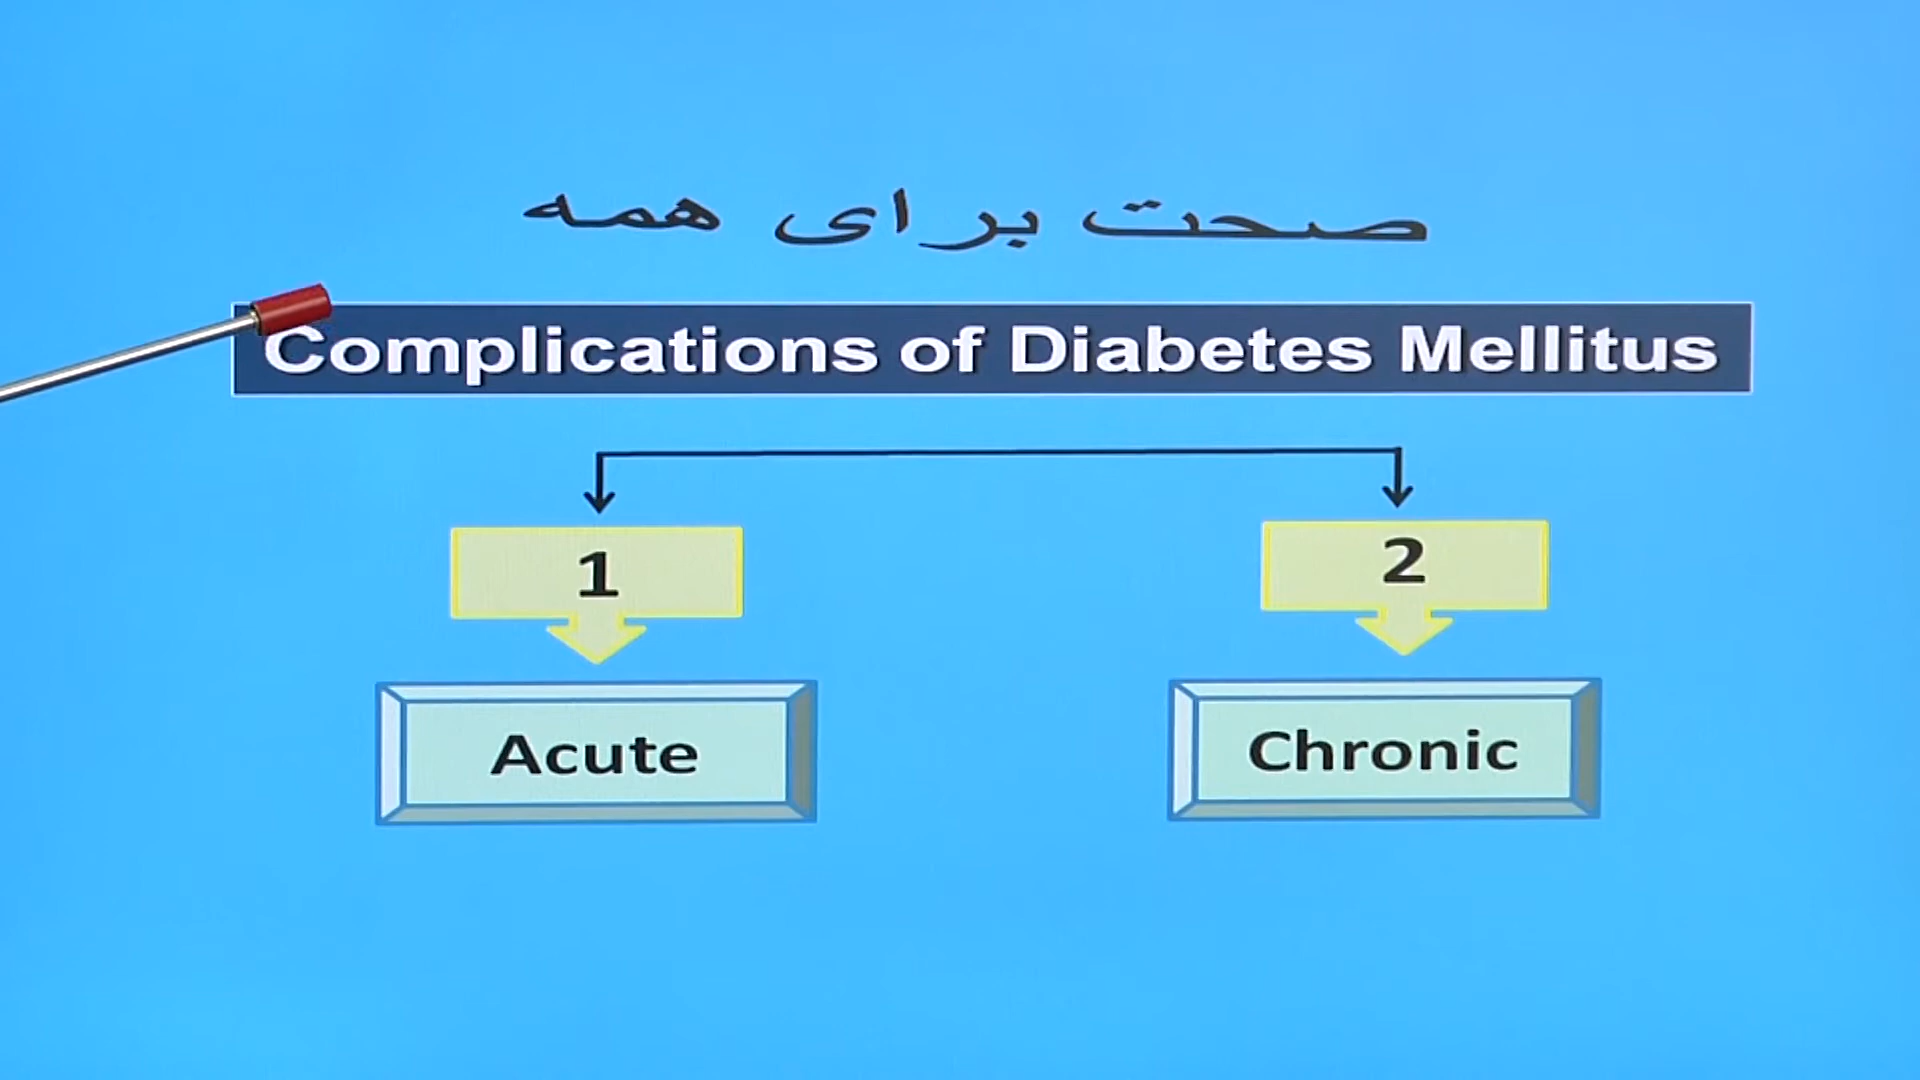 صحت برای همه
Complications of Diabetes Mellitus
1
2
Acute
Chronic